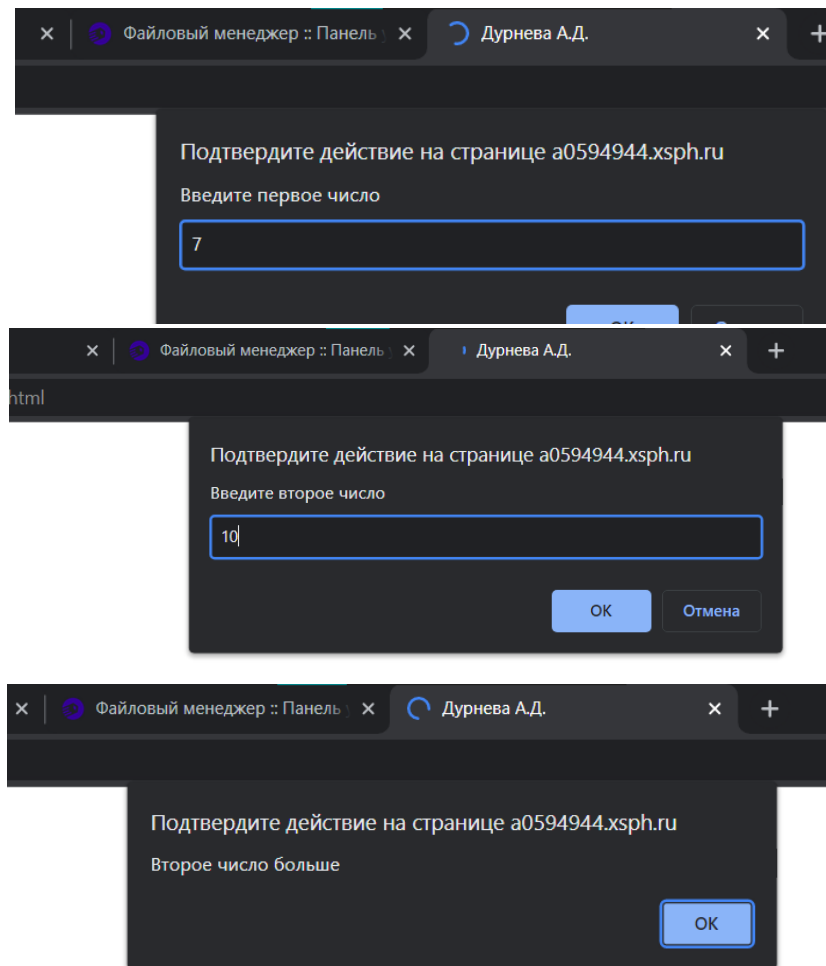 Файловый менеджер :: Панель
Дурнева А.Д.
Подтвердите действие на странице a0594944.xsph.ru
Введите первое число
7
Файловый менеджер :: Панель
Дурнева А.Д.
html
Подтвердите действие на странице a0594944.xsph.ru
Введите второе число
10
ОК Отмена
Файловый менеджер :: Панель
Дурнева А.Д.
Подтвердите действие на странице a0594944.xsph.ru
Второе число больше
ОК